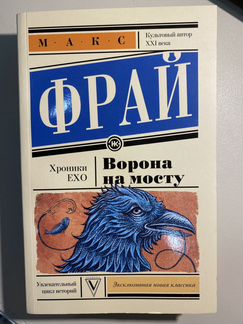 М·А·К·С
Культовый автор
XXI века
ФРАЙ
Хроники
ЕХО
Ворона
на мосту
Увлекательный
цикл историй
Эксклюзивная новая классика